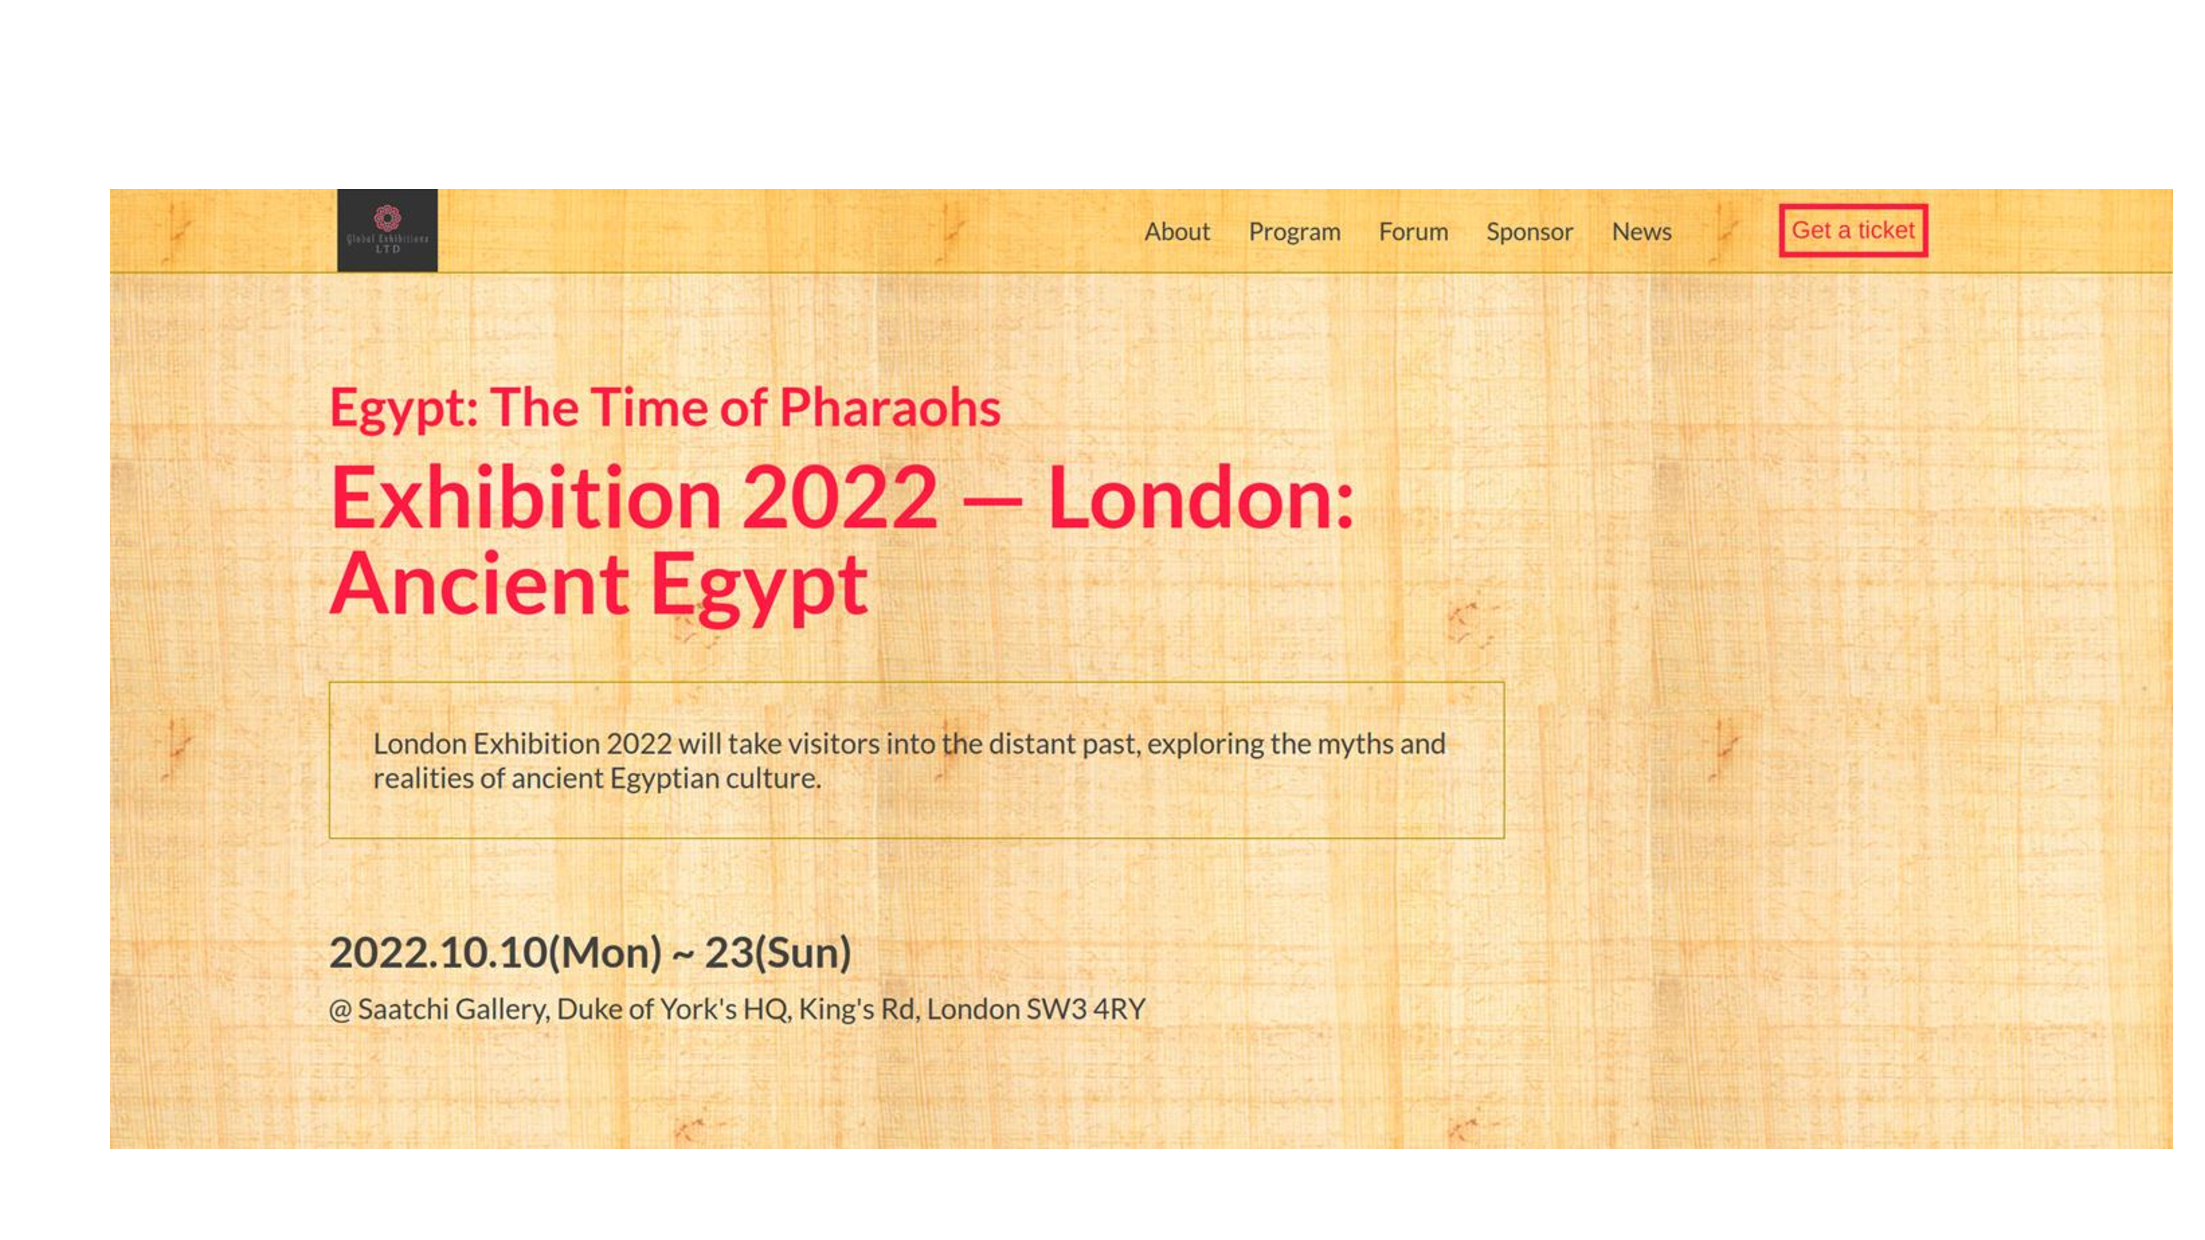 Global Exhibitions
LTD
About Program Forum Sponsor News Get a ticket
Egypt: The Time of Pharaohs
Exhibition 2022 — London:
Ancient Egypt
London Exhibition 2022 will take visitors into the distant past, exploring the myths and
realities of ancient Egyptian culture.
2022.10.10(Mon) ~ 23(Sun)
@ Saatchi Gallery, Duke of York's HQ, King's Rd, London SW3 4RY